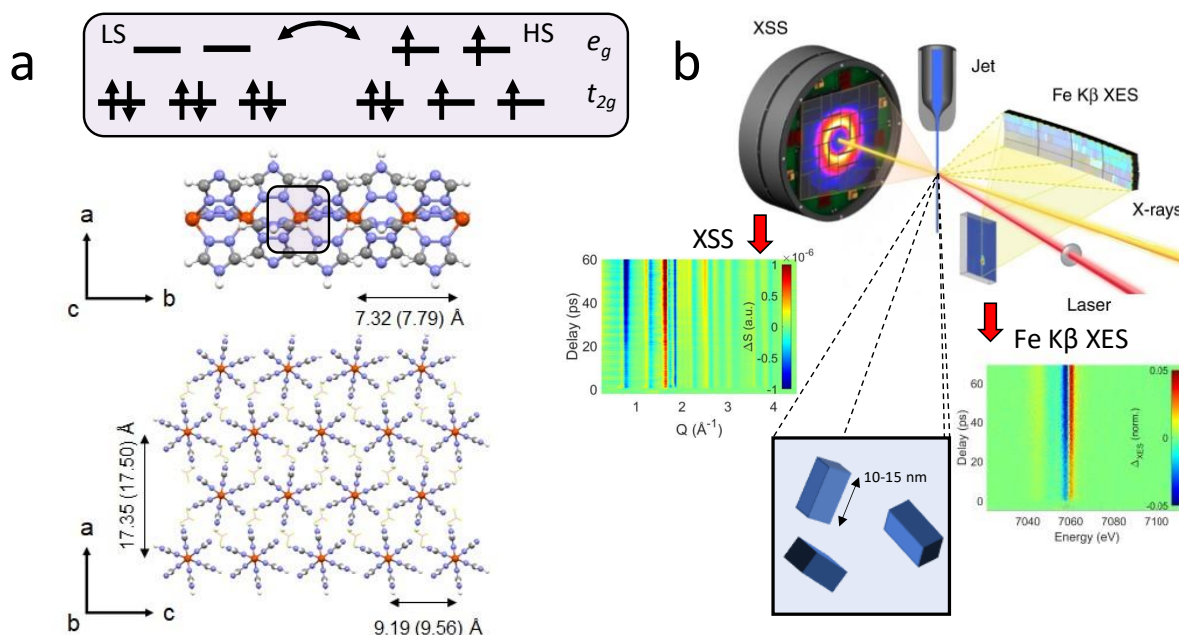 a
LS
HS
e_g
t_2g
a
c
b
7.32 (7.79) Å
17.35 (17.50) Å
a
b
c
9.19 (9.56) Å
b
XSS
Jet
Fe Kβ XES
X-rays
Laser
XSS
×10⁻⁶
60
40
20
0
Delay (ps)
1
2
3
4
Q (Å⁻¹)
1
0.5
0
-0.5
-1
ΔS (a.u.)
10-15 nm
Fe Kβ XES
60
40
20
0
Delay (ps)
7040
7060
7080
7100
Energy (eV)
0.05
0
-0.05
Δ_XES (norm.)